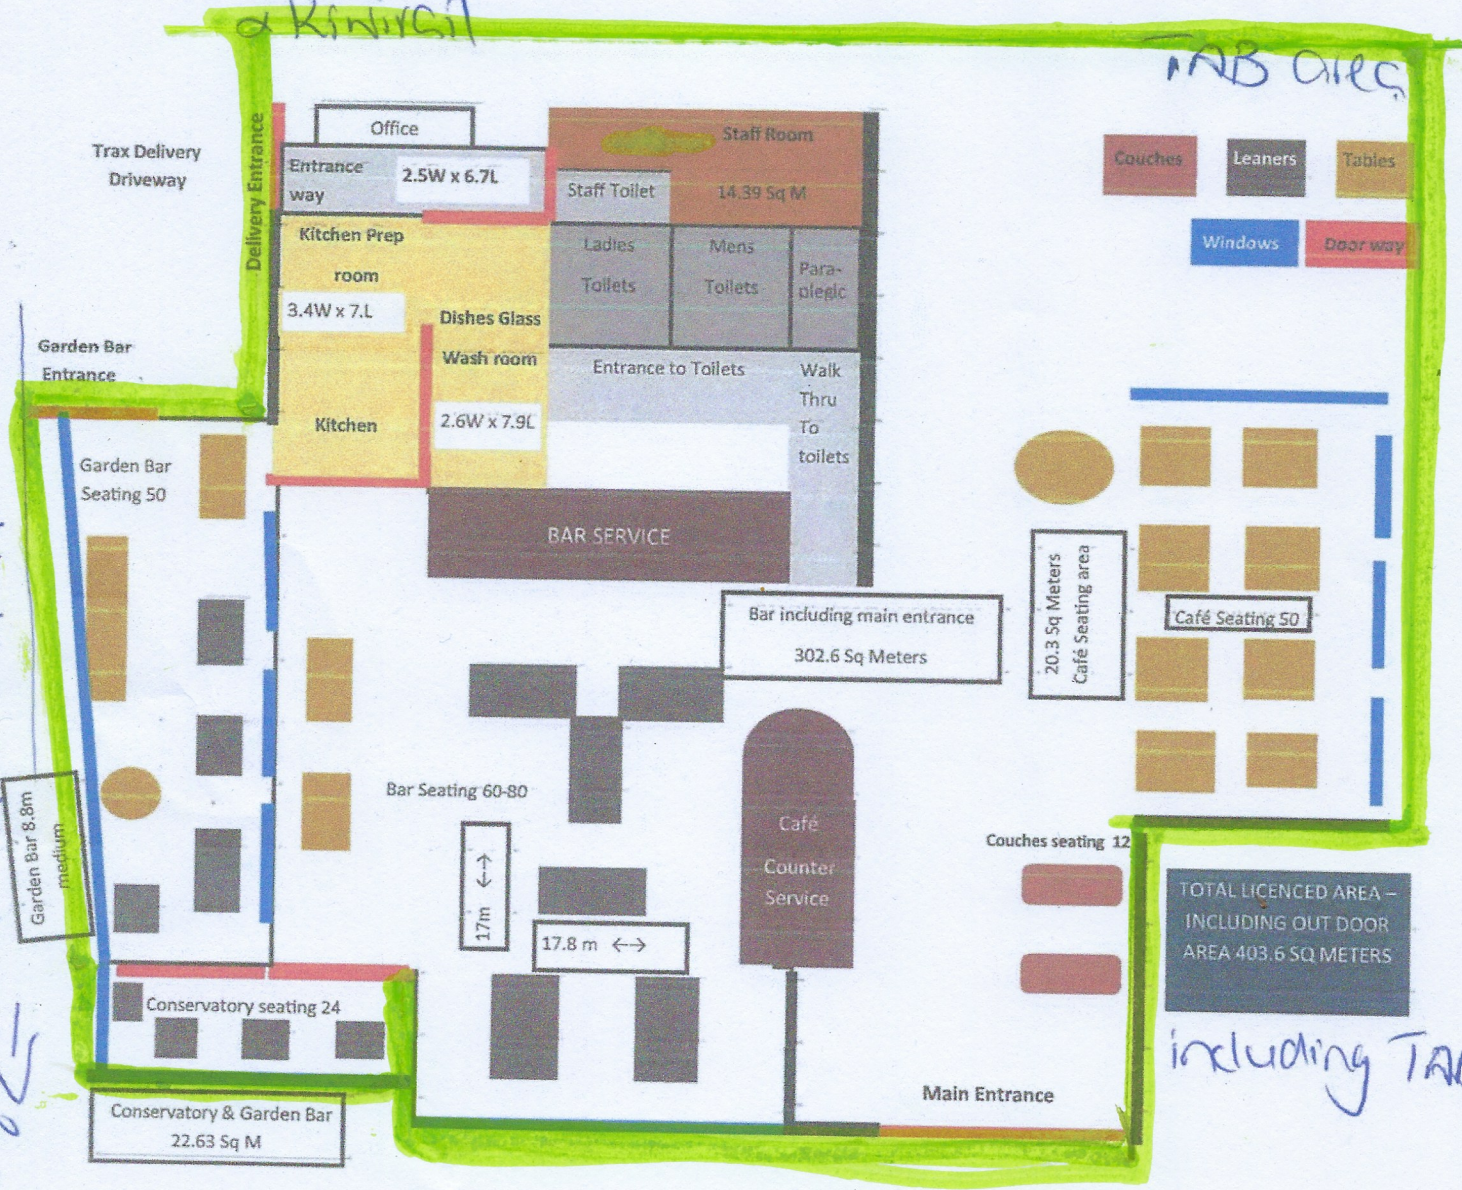 & Kiwirail
TAB area
Office
Staff Room
14.39 Sq M
Entrance
way
2.5W x 6.7L
Staff Toilet
Trax Delivery
Driveway
Delivery Entrance
Couches
Leaners
Tables
Windows
Door way
Kitchen Prep
room
3.4W x 7.L
Kitchen
Dishes Glass
Wash room
2.6W x 7.9L
Ladies
Toilets
Mens
Toilets
Para-
plegic
Entrance to Toilets
Walk
Thru
To
toilets
Garden Bar
Entrance
Garden Bar
Seating 50
BAR SERVICE
Bar including main entrance
302.6 Sq Meters
20.3 Sq Meters
Café Seating area
Café Seating 50
Bar Seating 60-80
Café
Counter
Service
17m ↔
17.8 m ↔
Garden Bar 8.8m
medium
Couches seating 12
TOTAL LICENCED AREA –
INCLUDING OUT DOOR
AREA 403.6 SQ METERS
including TAB
Conservatory seating 24
Conservatory & Garden Bar
22.63 Sq M
Main Entrance